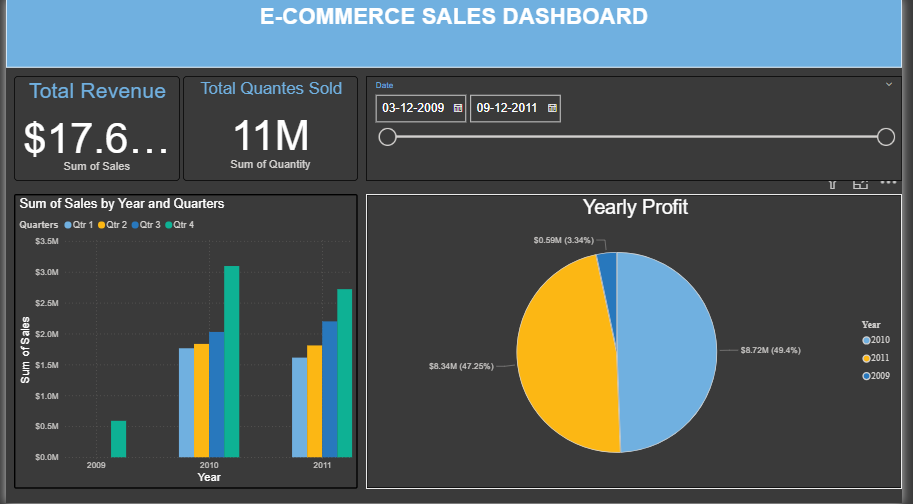 E-COMMERCE SALES DASHBOARD
Total Revenue
$17.6...
Sum of Sales
Total Quantes Sold
11M
Sum of Quantity
Date
03-12-2009
09-12-2011
Sum of Sales by Year and Quarters
Quarters Qtr 1 Qtr 2 Qtr 3 Qtr 4
$3.5M
$3.0M
$2.5M
$2.0M
$1.5M
$1.0M
$0.5M
$0.0M
Sum of Sales
2009 2010 2011
Year
Yearly Profit
$0.59M (3.34%)
$8.34M (47.25%)
$8.72M (49.4%)
Year
2010
2011
2009